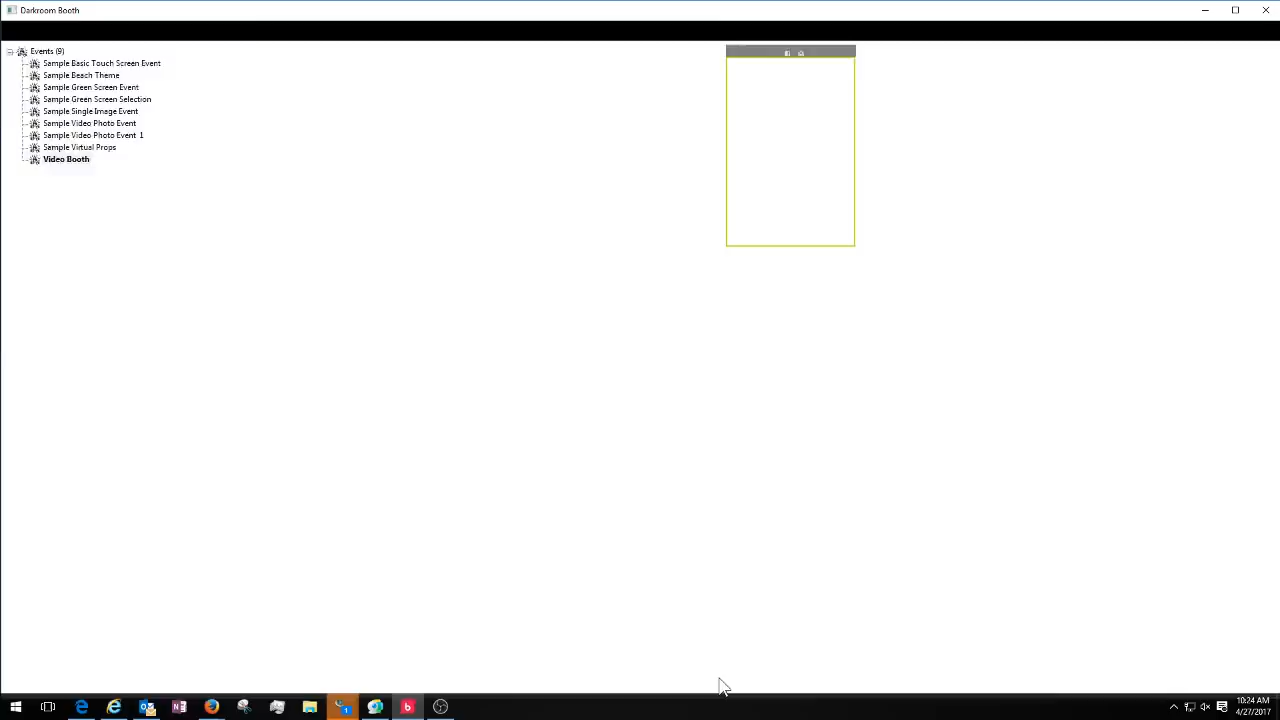 Darkroom Booth
Events (9)
Sample Basic Touch Screen Event
Sample Beach Theme
Sample Green Screen Event
Sample Green Screen Selection
Sample Single Image Event
Sample Video Photo Event
Sample Video Photo Event 1
Sample Virtual Props
Video Booth
1
b
10:24 AM
4/27/2017